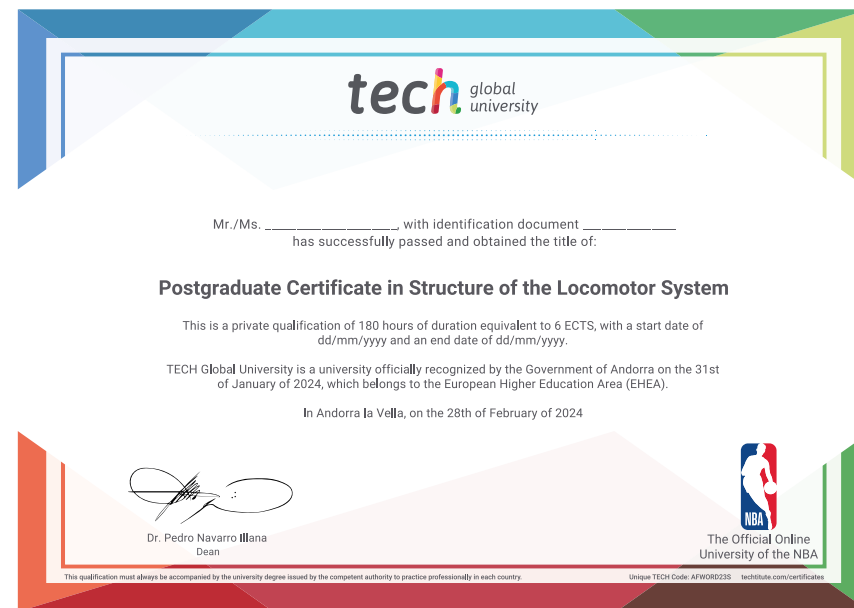 tech global university
Mr./Ms. ____________________, with identification document ______________
has successfully passed and obtained the title of:
Postgraduate Certificate in Structure of the Locomotor System
This is a private qualification of 180 hours of duration equivalent to 6 ECTS, with a start date of
dd/mm/yyyy and an end date of dd/mm/yyyy.
TECH Global University is a university officially recognized by the Government of Andorra on the 31st
of January of 2024, which belongs to the European Higher Education Area (EHEA).
In Andorra la Vella, on the 28th of February of 2024
NBA
Dr. Pedro Navarro Illana
Dean
The Official Online
University of the NBA
This qualification must always be accompanied by the university degree issued by the competent authority to practice professionally in each country.
Unique TECH Code: AFWORD23S techtitute.com/certificates